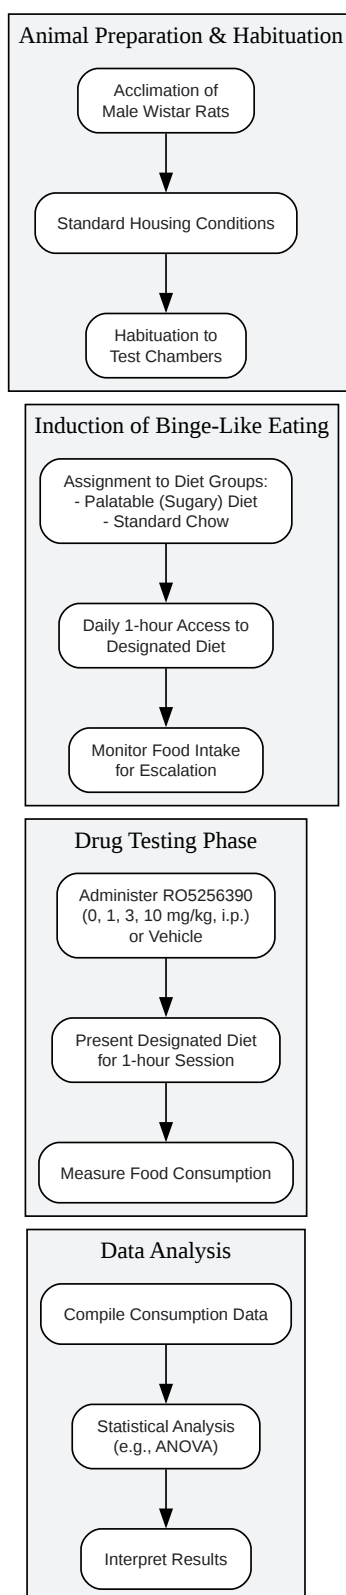 Animal Preparation & Habituation
Acclimation of
Male Wistar Rats
Standard Housing Conditions
Habituation to
Test Chambers
Induction of Binge-Like Eating
Assignment to Diet Groups:
- Palatable (Sugary) Diet
- Standard Chow
Daily 1-hour Access to
Designated Diet
Monitor Food Intake
for Escalation
Drug Testing Phase
Administer RO5256390
(0, 1, 3, 10 mg/kg, i.p.)
or Vehicle
Present Designated Diet
for 1-hour Session
Measure Food Consumption
Data Analysis
Compile Consumption Data
Statistical Analysis
(e.g., ANOVA)
Interpret Results